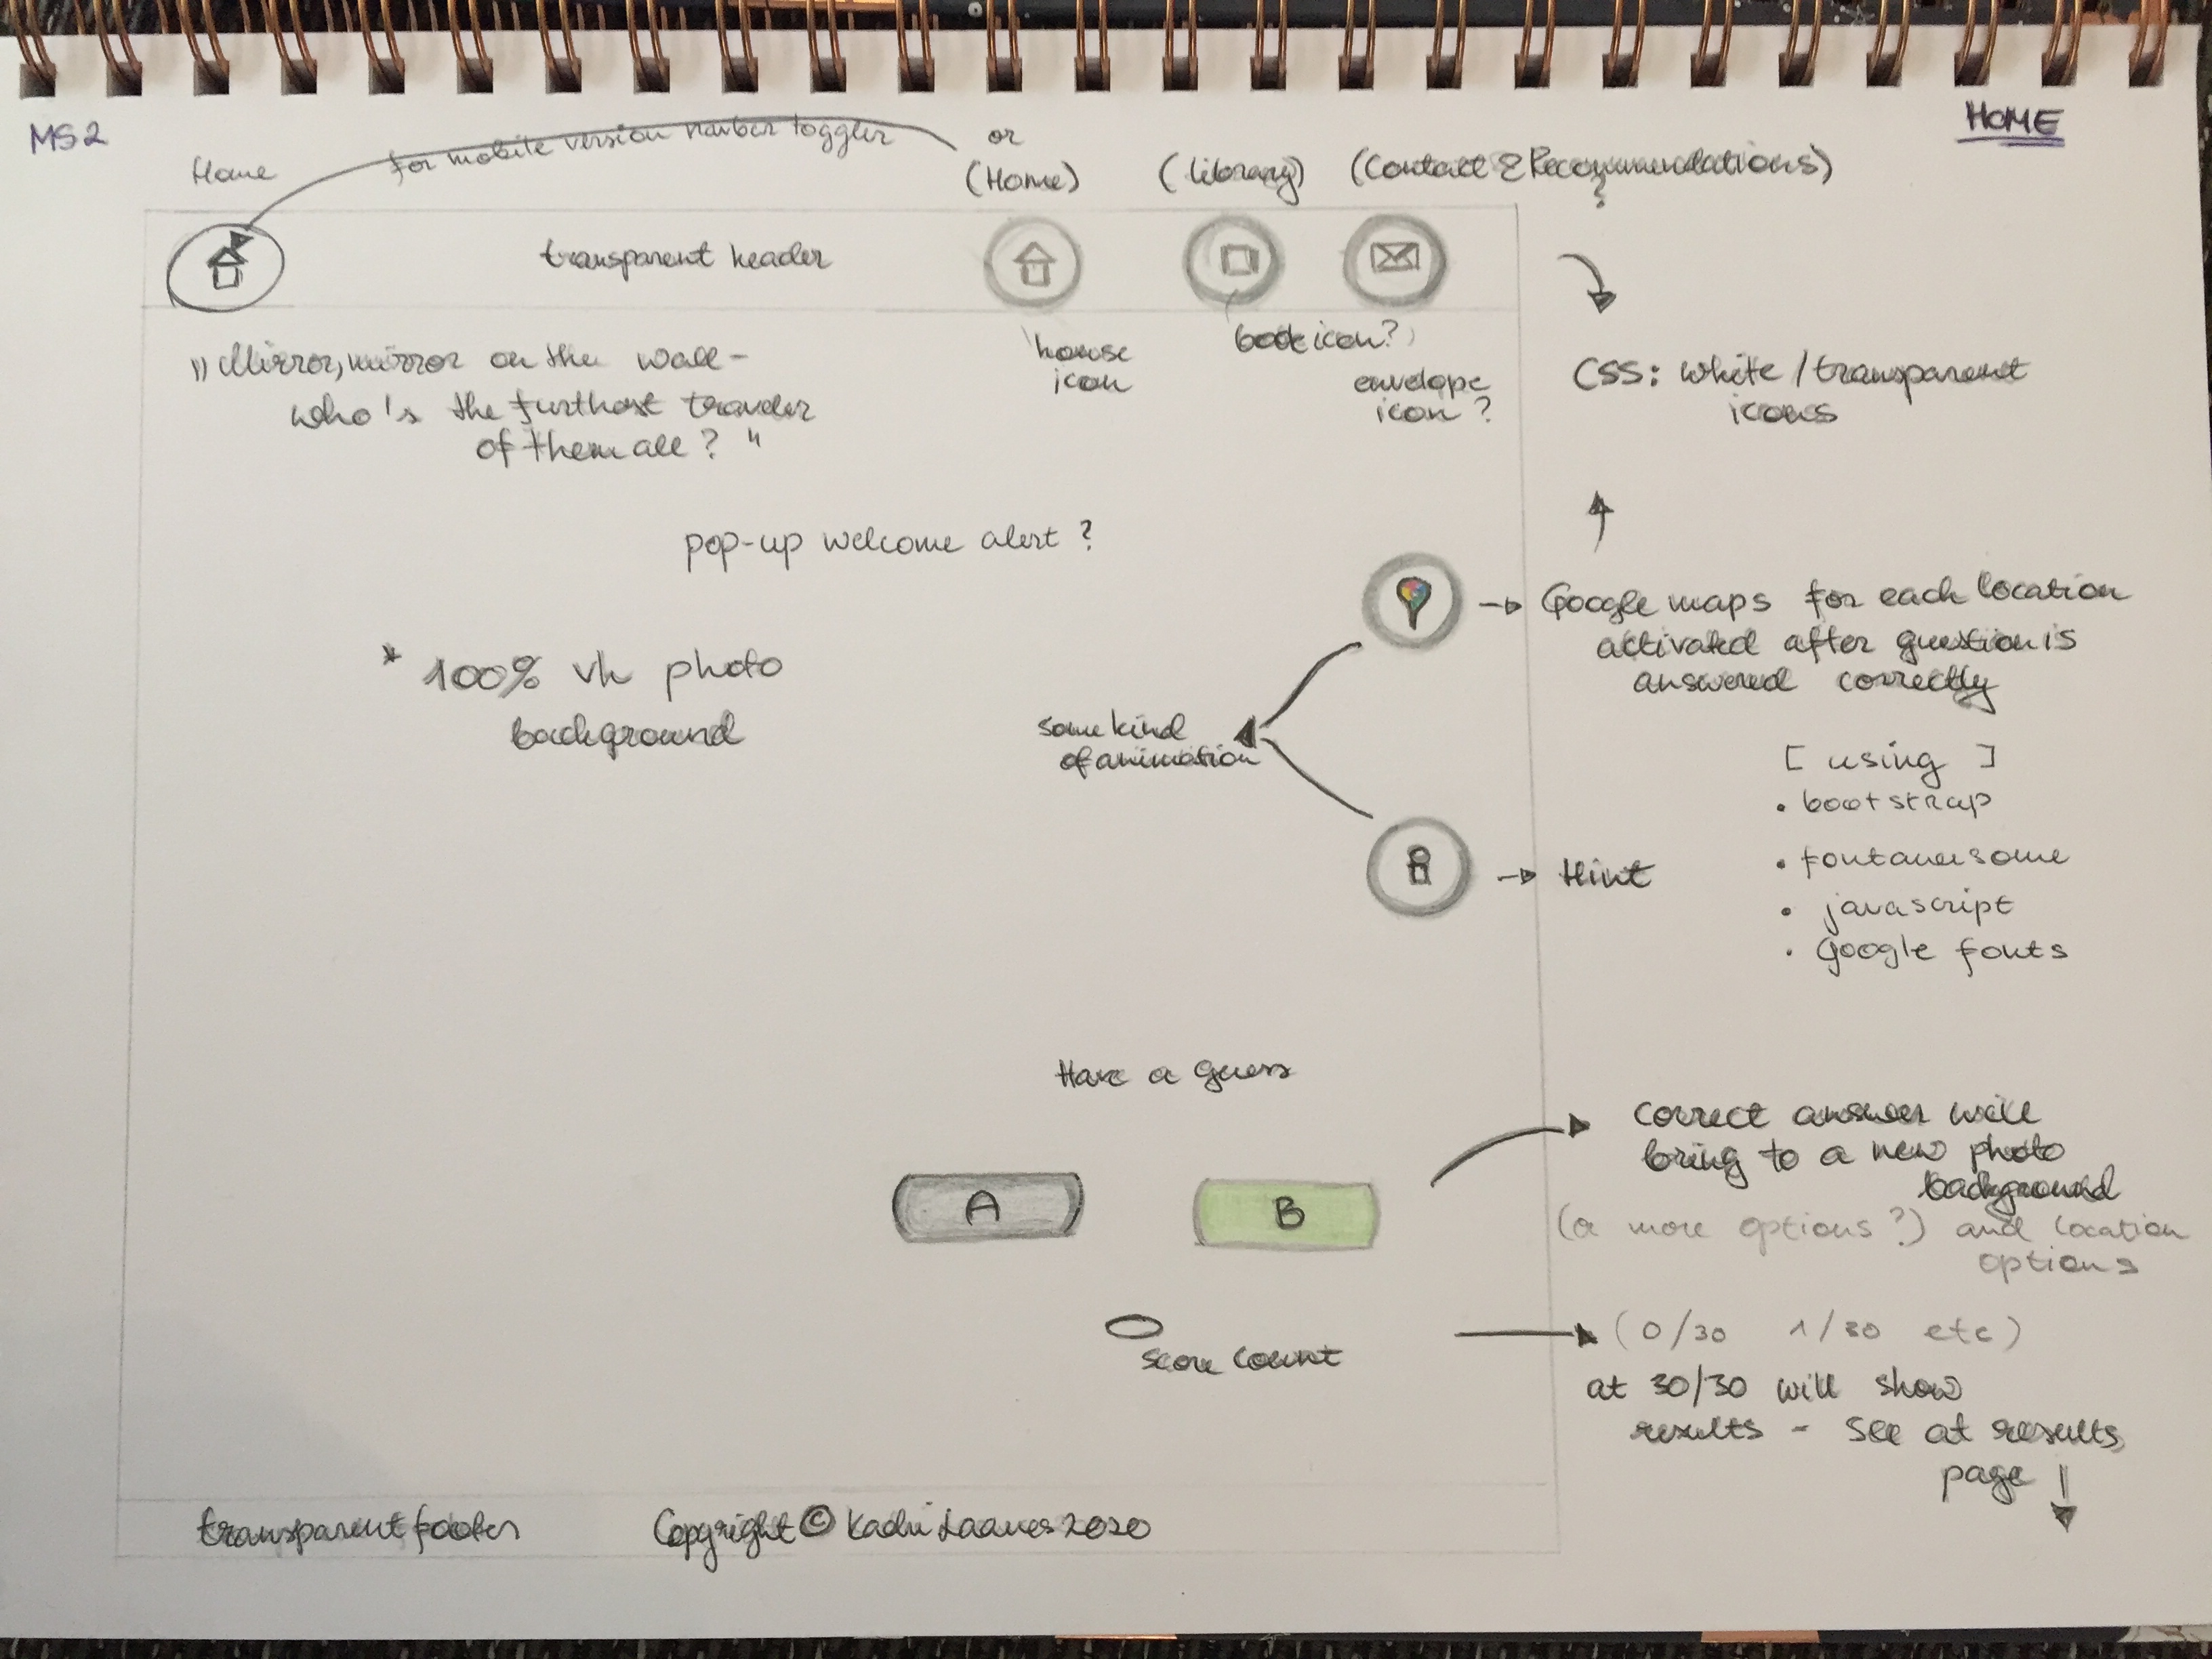 MS2
HOME
Home
for mobile version navbar toggler
or
(Home)
(library)
(Contact & Recommendations)
?
transparent header
house
icon
book icon?
envelope
icon?
„Mirror, mirror on the wall –
who's the furthest traveler
of them all? "
CSS: white / transparent
icons
pop-up welcome alert?
Google maps for each location
activated after question is
answered correctly
* 100% vh photo
background
some kind
of animation
[ using ]
• bootstrap
• fontawesome
• javascript
• google fonts
i
Hint
Have a guess
A
B
correct answer will
bring to a new photo
background
(or more options?) and location
options
score count
(0/30 1/30 etc)
at 30/30 will show
results - see at results
page
transparent footer
Copyright © Kadri Laanes 2020